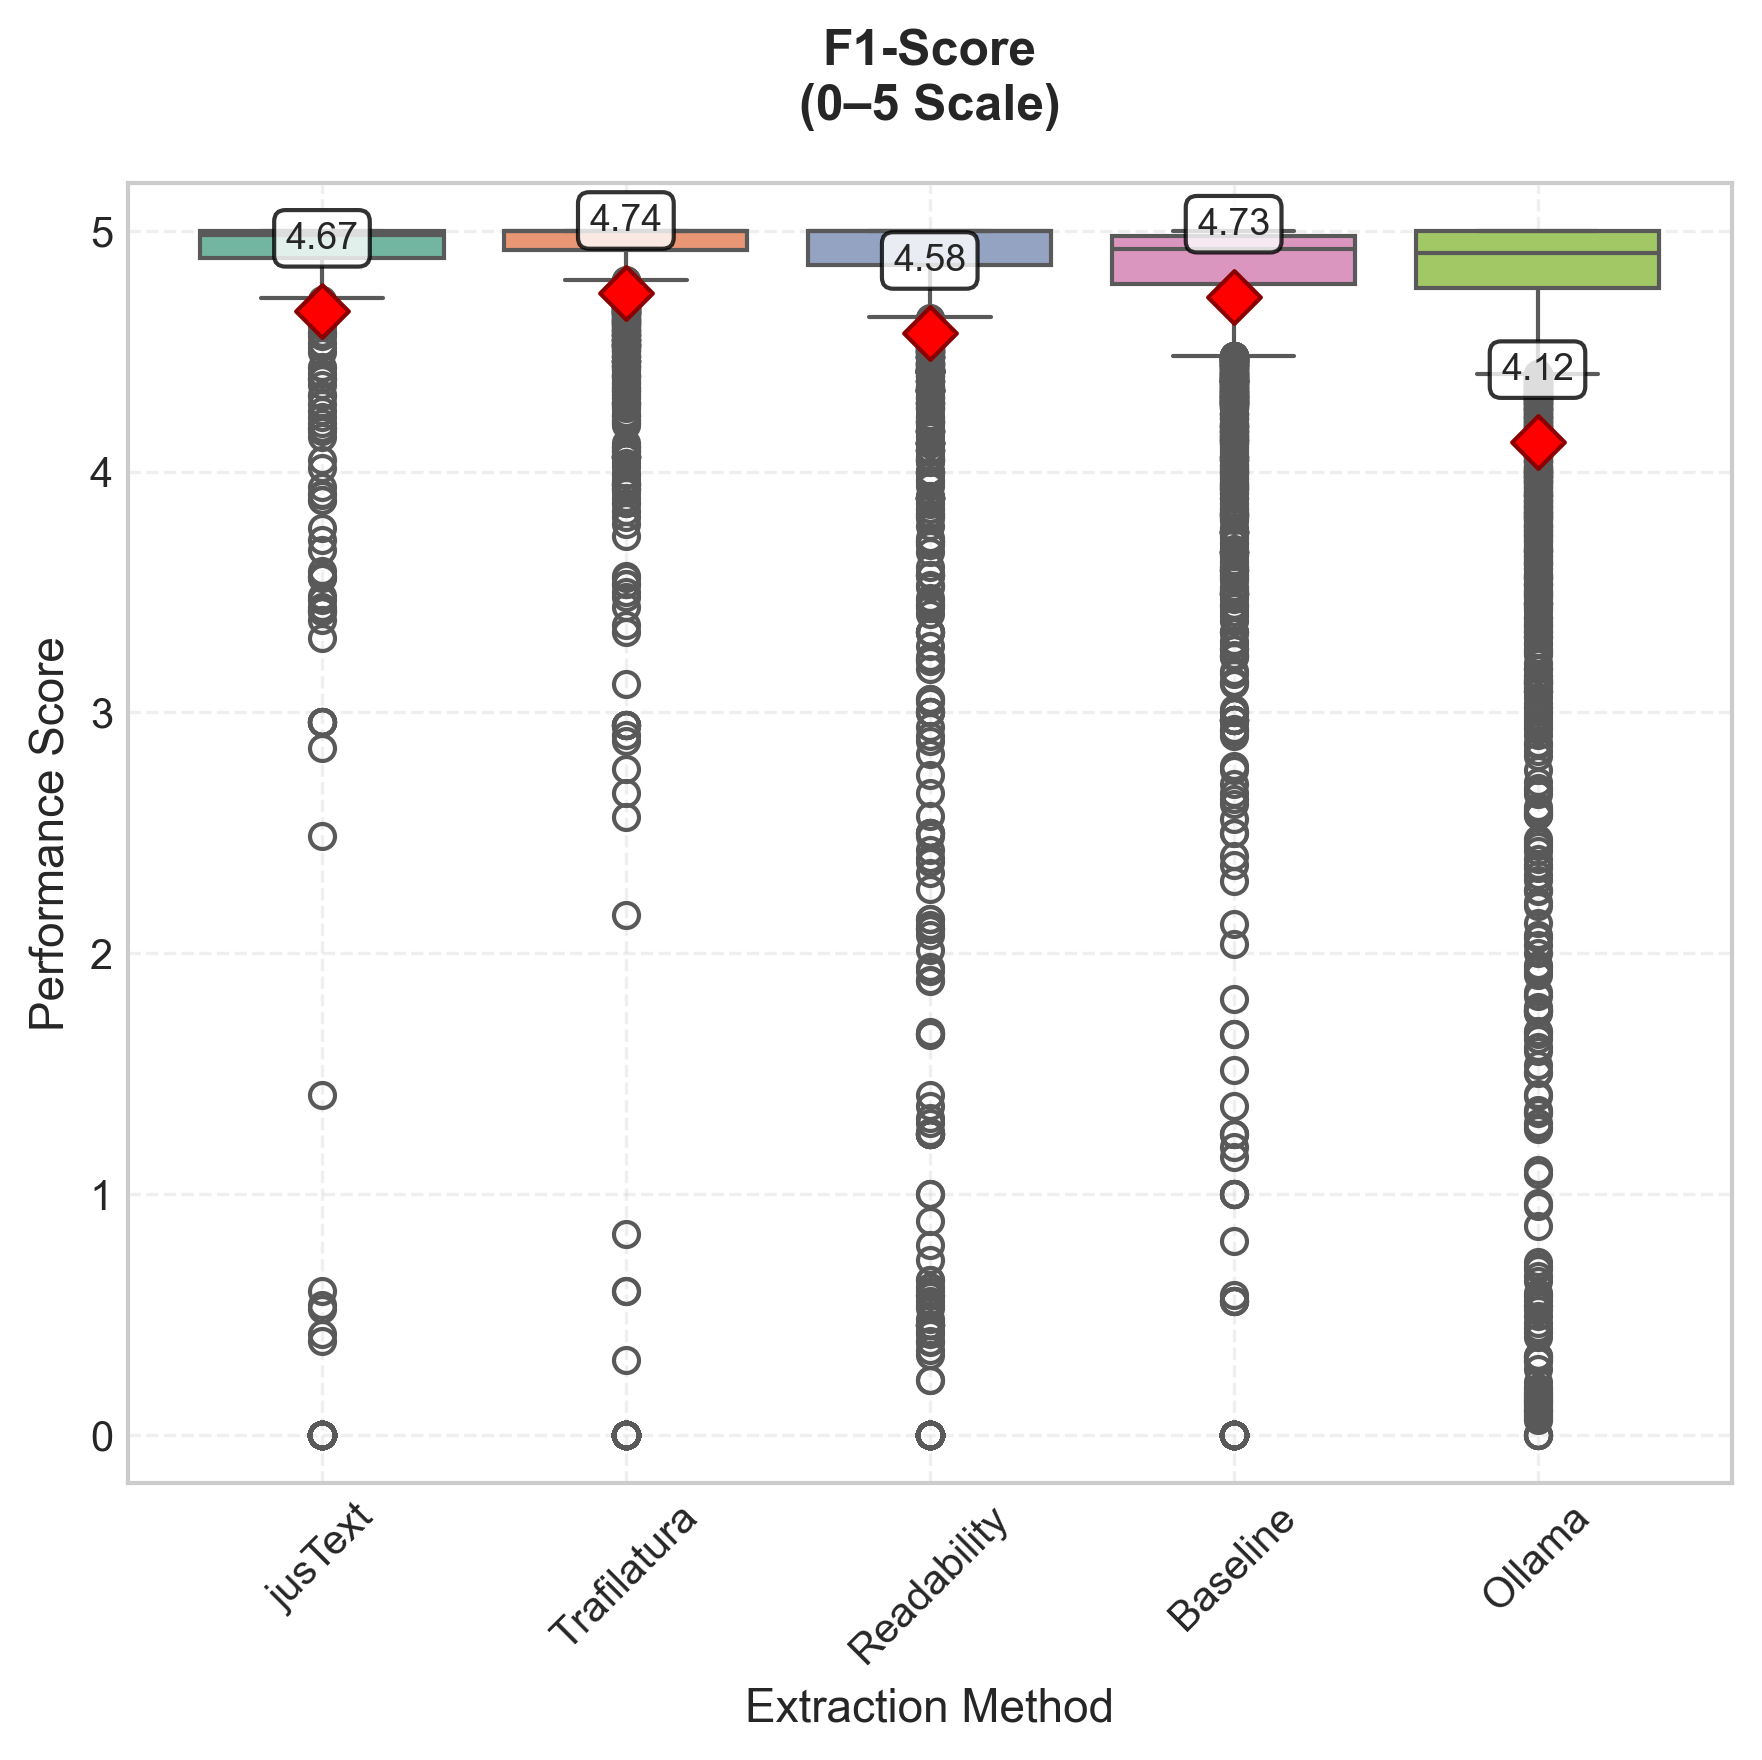 F1-Score
(0–5 Scale)
4.67
4.74
4.58
4.73
4.12
5
4
3
2
1
0
Performance Score
jusText
Trafilatura
Readability
Baseline
Ollama
Extraction Method